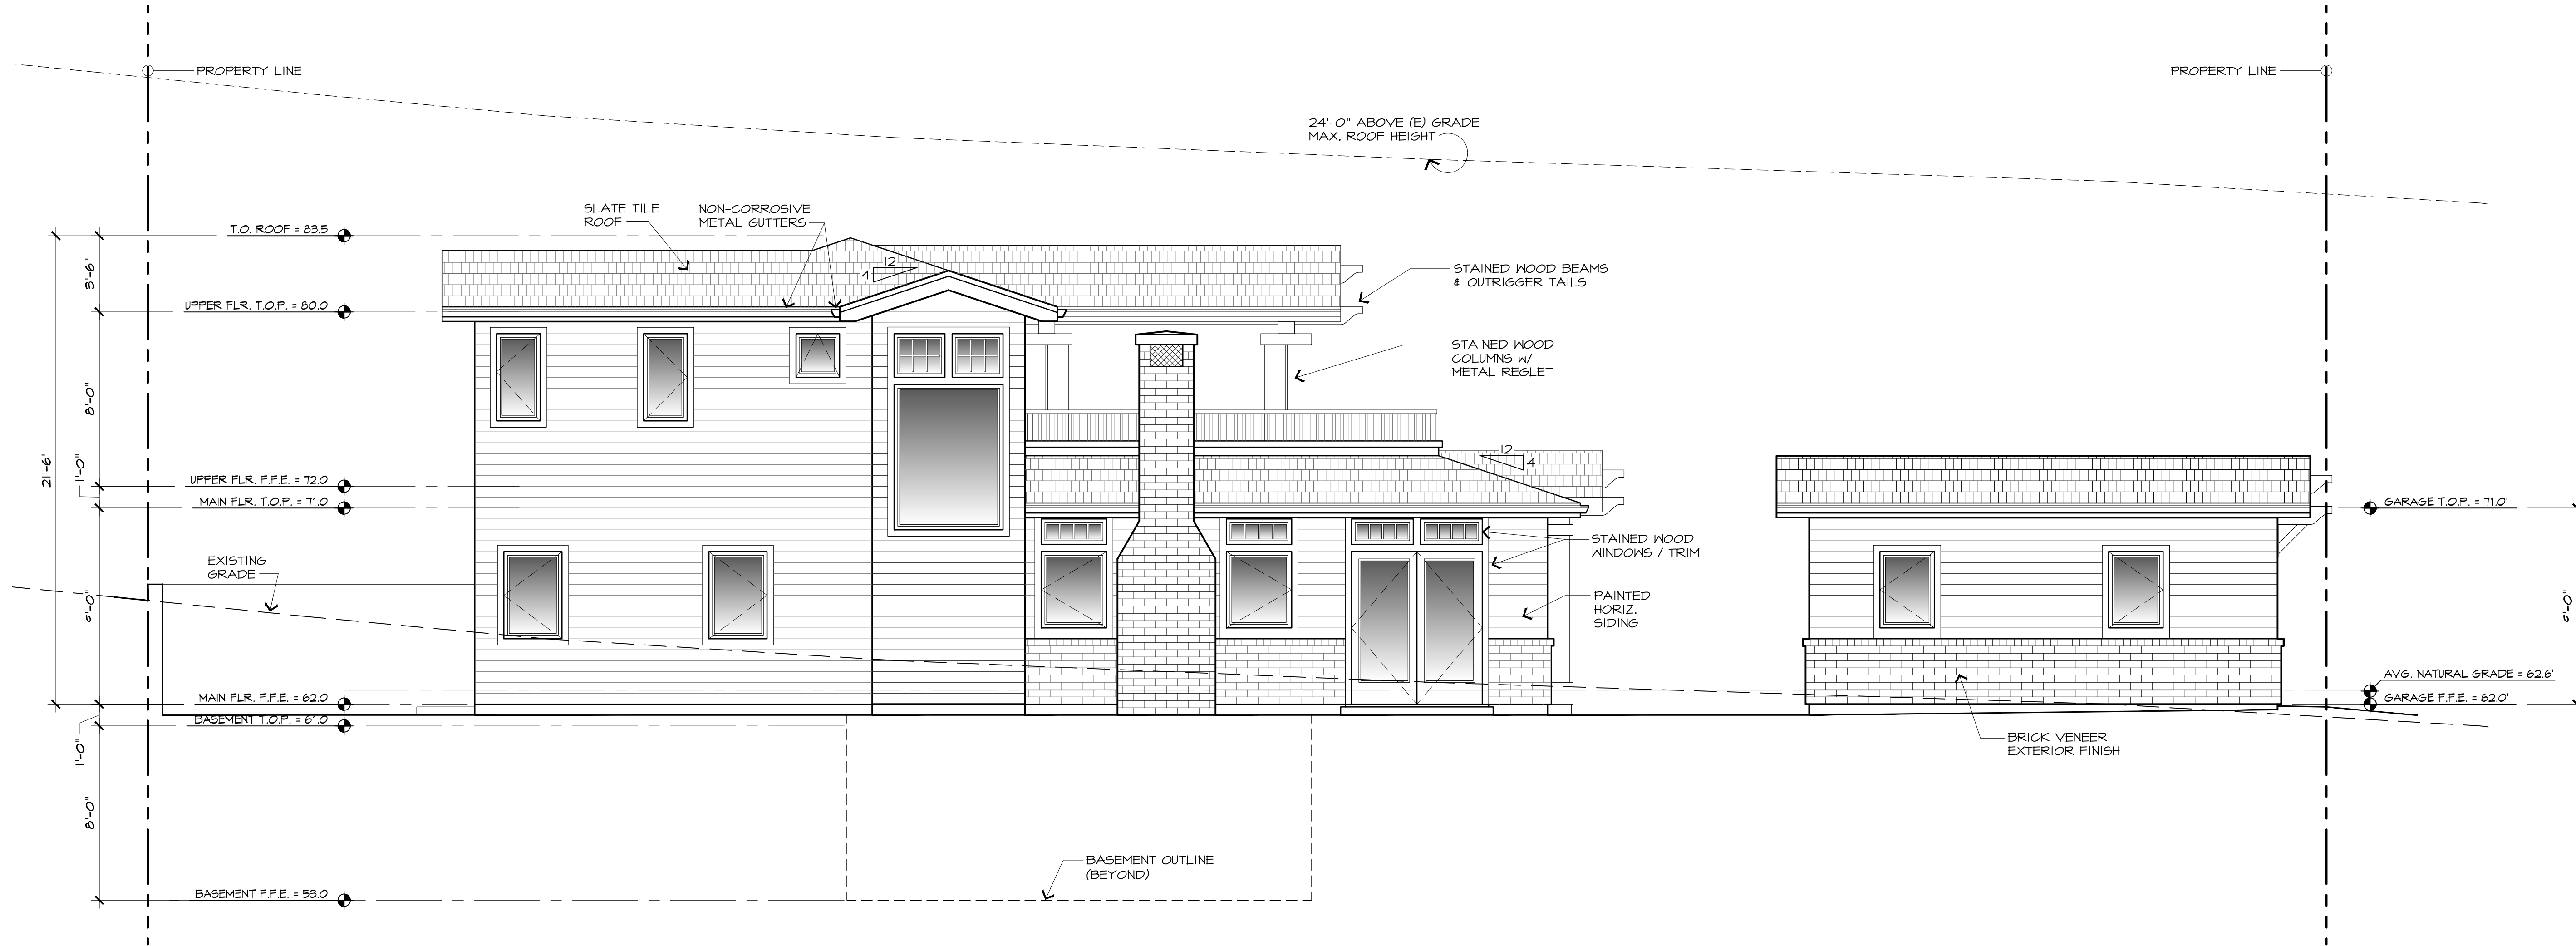 PROPERTY LINE
PROPERTY LINE
24'-0" ABOVE (E) GRADE
MAX. ROOF HEIGHT
SLATE TILE
ROOF
NON-CORROSIVE
METAL GUTTERS
T.O. ROOF = 83.5'
3'-6"
12
4
STAINED WOOD BEAMS
& OUTRIGGER TAILS
UPPER FLR. T.O.P. = 80.0'
STAINED WOOD
COLUMNS W/
METAL REGLET
8'-0"
21'-6"
1'-0"
12
4
UPPER FLR. F.F.E. = 72.0'
MAIN FLR. T.O.P. = 71.0'
GARAGE T.O.P. = 71.0'
STAINED WOOD
WINDOWS / TRIM
EXISTING
GRADE
9'-0"
PAINTED
HORIZ.
SIDING
9'-0"
AVG. NATURAL GRADE = 62.6'
MAIN FLR. F.F.E. = 62.0'
GARAGE F.F.E. = 62.0'
BASEMENT T.O.P. = 61.0'
1'-0"
BRICK VENEER
EXTERIOR FINISH
8'-0"
BASEMENT OUTLINE
(BEYOND)
BASEMENT F.F.E. = 53.0'